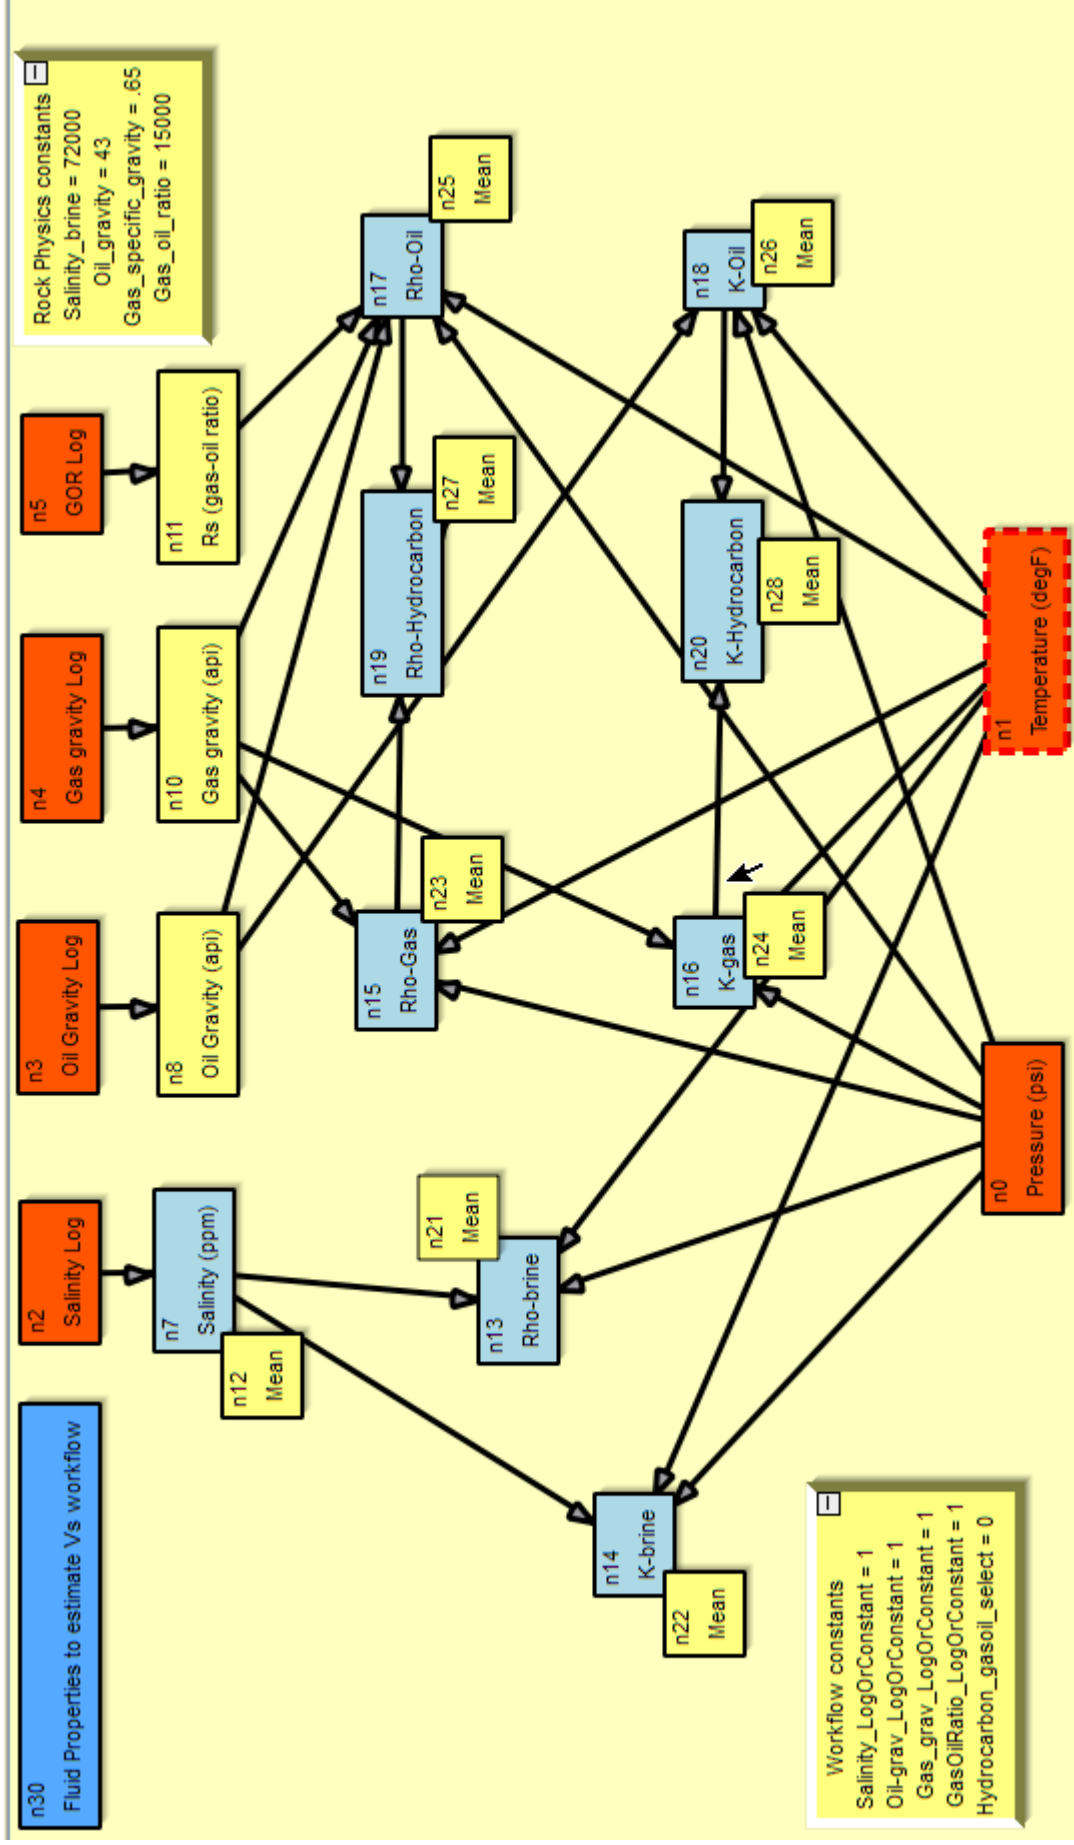 n30
Fluid Properties to estimate Vs workflow
n2
Salinity Log
n3
Oil Gravity Log
n4
Gas gravity Log
n5
GOR Log
Rock Physics constants
Salinity_brine = 72000
Oil_gravity = 43
Gas_specific_gravity = .65
Gas_oil_ratio = 15000
n7
Salinity (ppm)
n12
Mean
n8
Oil Gravity (api)
n10
Gas gravity (api)
n11
Rs (gas-oil ratio)
n15
Rho-Gas
n23
Mean
n19
Rho-Hydrocarbon
n27
Mean
n17
Rho-Oil
n25
Mean
n21
Mean
n13
Rho-brine
n14
K-brine
n22
Mean
n16
K-gas
n24
Mean
n20
K-Hydrocarbon
n28
Mean
n18
K-Oil
n26
Mean
Workflow constants
Salinity_LogOrConstant = 1
Oil-grav_LogOrConstant = 1
Gas_grav_LogOrConstant = 1
GasOilRatio_LogOrConstant = 1
Hydrocarbon_gasoil_select = 0
n0
Pressure (psi)
n1
Temperature (degF)